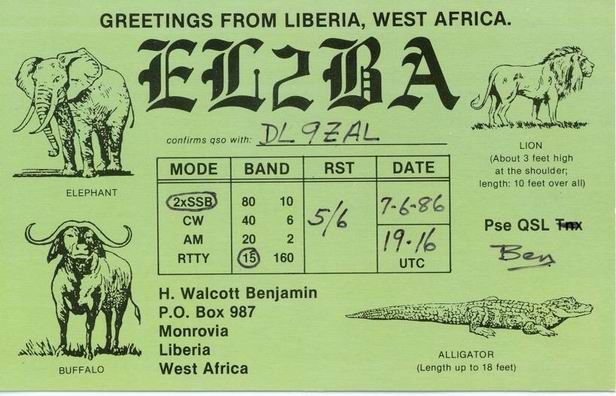 GREETINGS FROM LIBERIA, WEST AFRICA.
EL2BA
confirms qso with: DL9ZAL
ELEPHANT
LION
(About 3 feet high
at the shoulder;
length: 10 feet over all)
MODE BAND RST DATE
2xSSB 80 10 5/6 7-6-86
CW 40 6
AM 20 2 19.16
RTTY 15 160 UTC
Pse QSL Tnx
Ben
H. Walcott Benjamin
P.O. Box 987
Monrovia
Liberia
West Africa
BUFFALO
ALLIGATOR
(Length up to 18 feet)